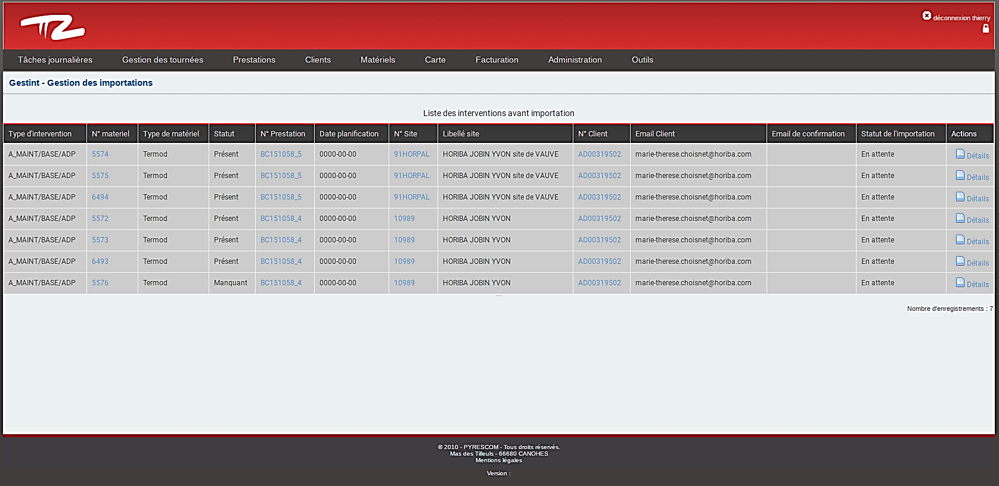 déconnexion thierry
Tâches journalières Gestion des tournées Prestations Clients Matériels Carte Facturation Administration Outils
Gestint - Gestion des importations
Liste des interventions avant importation
Type d'intervention N° materiel Type de matériel Statut N° Prestation Date planification N° Site Libellé site N° Client Email Client Email de confirmation Statut de l'importation Actions
A_MAINT/BASE/ADP 5574 Termod Présent BC151058_5 0000-00-00 91HORPAL HORIBA JOBIN YVON site de VAUVE AD00319502 marie-therese.choisnet@horiba.com En attente Détails
A_MAINT/BASE/ADP 5575 Termod Présent BC151058_5 0000-00-00 91HORPAL HORIBA JOBIN YVON site de VAUVE AD00319502 marie-therese.choisnet@horiba.com En attente Détails
A_MAINT/BASE/ADP 6494 Termod Présent BC151058_5 0000-00-00 91HORPAL HORIBA JOBIN YVON site de VAUVE AD00319502 marie-therese.choisnet@horiba.com En attente Détails
A_MAINT/BASE/ADP 5572 Termod Présent BC151058_4 0000-00-00 10989 HORIBA JOBIN YVON AD00319502 marie-therese.choisnet@horiba.com En attente Détails
A_MAINT/BASE/ADP 5573 Termod Présent BC151058_4 0000-00-00 10989 HORIBA JOBIN YVON AD00319502 marie-therese.choisnet@horiba.com En attente Détails
A_MAINT/BASE/ADP 6493 Termod Présent BC151058_4 0000-00-00 10989 HORIBA JOBIN YVON AD00319502 marie-therese.choisnet@horiba.com En attente Détails
A_MAINT/BASE/ADP 5576 Termod Manquant BC151058_4 0000-00-00 10989 HORIBA JOBIN YVON AD00319502 marie-therese.choisnet@horiba.com En attente Détails
Nombre d'enregistrements : 7
© 2010 - PYRESCOM - Tous droits réservés.
Mas des Tilleuls - 66680 CANOHES
Mentions légales
Version :